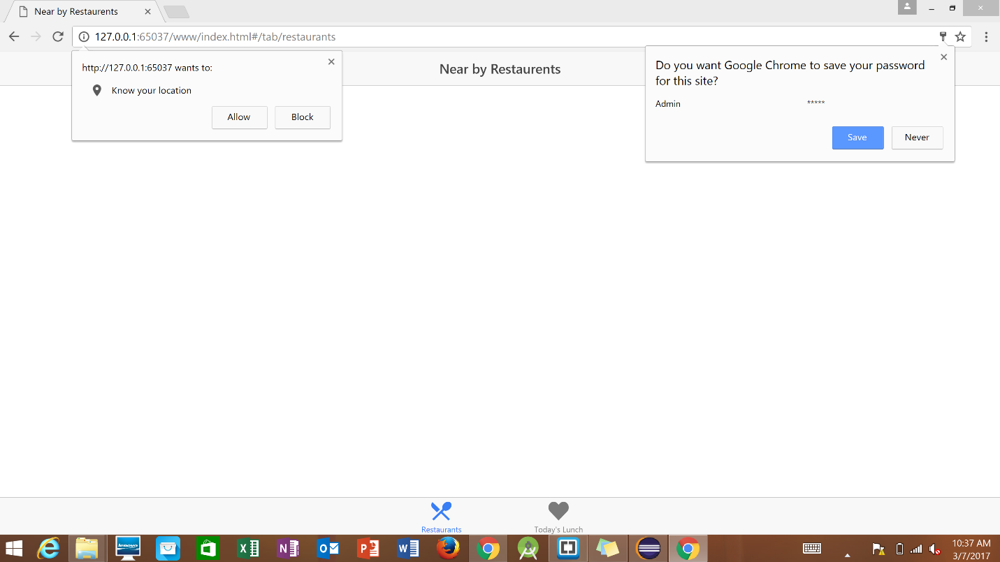 Near by Restaurents
127.0.0.1:65037/www/index.html#/tab/restaurants
http://127.0.0.1:65037 wants to:
Know your location
Allow Block
Near by Restaurents
Do you want Google Chrome to save your password
for this site?
Admin *****
Save Never
Restaurants Today's Lunch
lenovo
10:37 AM
3/7/2017